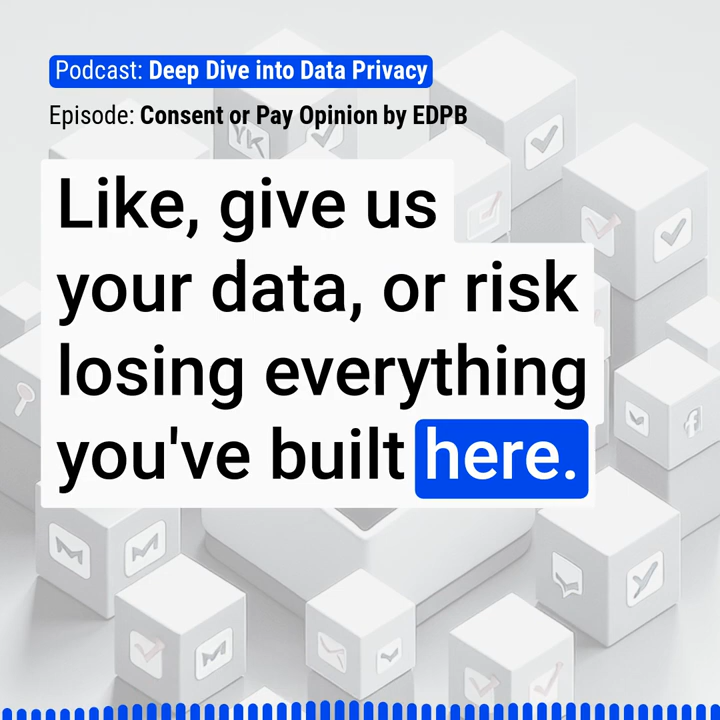 Podcast: Deep Dive into Data Privacy
Episode: Consent or Pay Opinion by EDPB
Like, give us
your data, or risk
losing everything
you've built here.